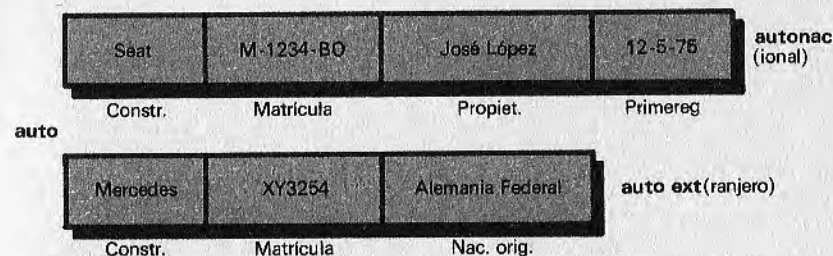 Seat M-1234-BO José López 12-5-75 autonac
(ional)
Constr. Matrícula Propiet. Primereg
auto
Mercedes XY3254 Alemania Federal auto ext(ranjero)
Constr. Matrícula Nac. orig.